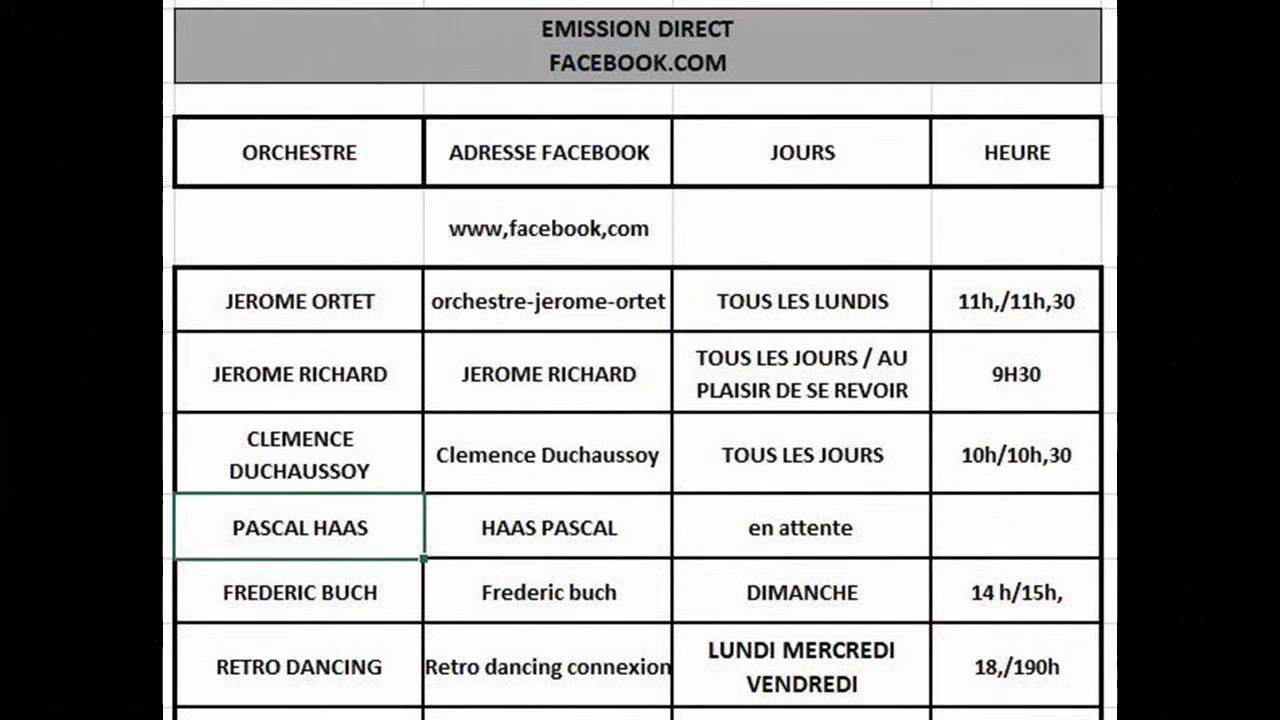 EMISSION DIRECT
FACEBOOK.COM
ORCHESTRE ADRESSE FACEBOOK JOURS HEURE
www,facebook,com
JEROME ORTET orchestre-jerome-ortet TOUS LES LUNDIS 11h,/11h,30
JEROME RICHARD JEROME RICHARD TOUS LES JOURS / AU
PLAISIR DE SE REVOIR 9H30
CLEMENCE
DUCHAUSSOY Clemence Duchaussoy TOUS LES JOURS 10h/10h,30
PASCAL HAAS HAAS PASCAL en attente
FREDERIC BUCH Frederic buch DIMANCHE 14 h/15h,
RETRO DANCING Retro dancing connexion LUNDI MERCREDI
VENDREDI 18,/190h